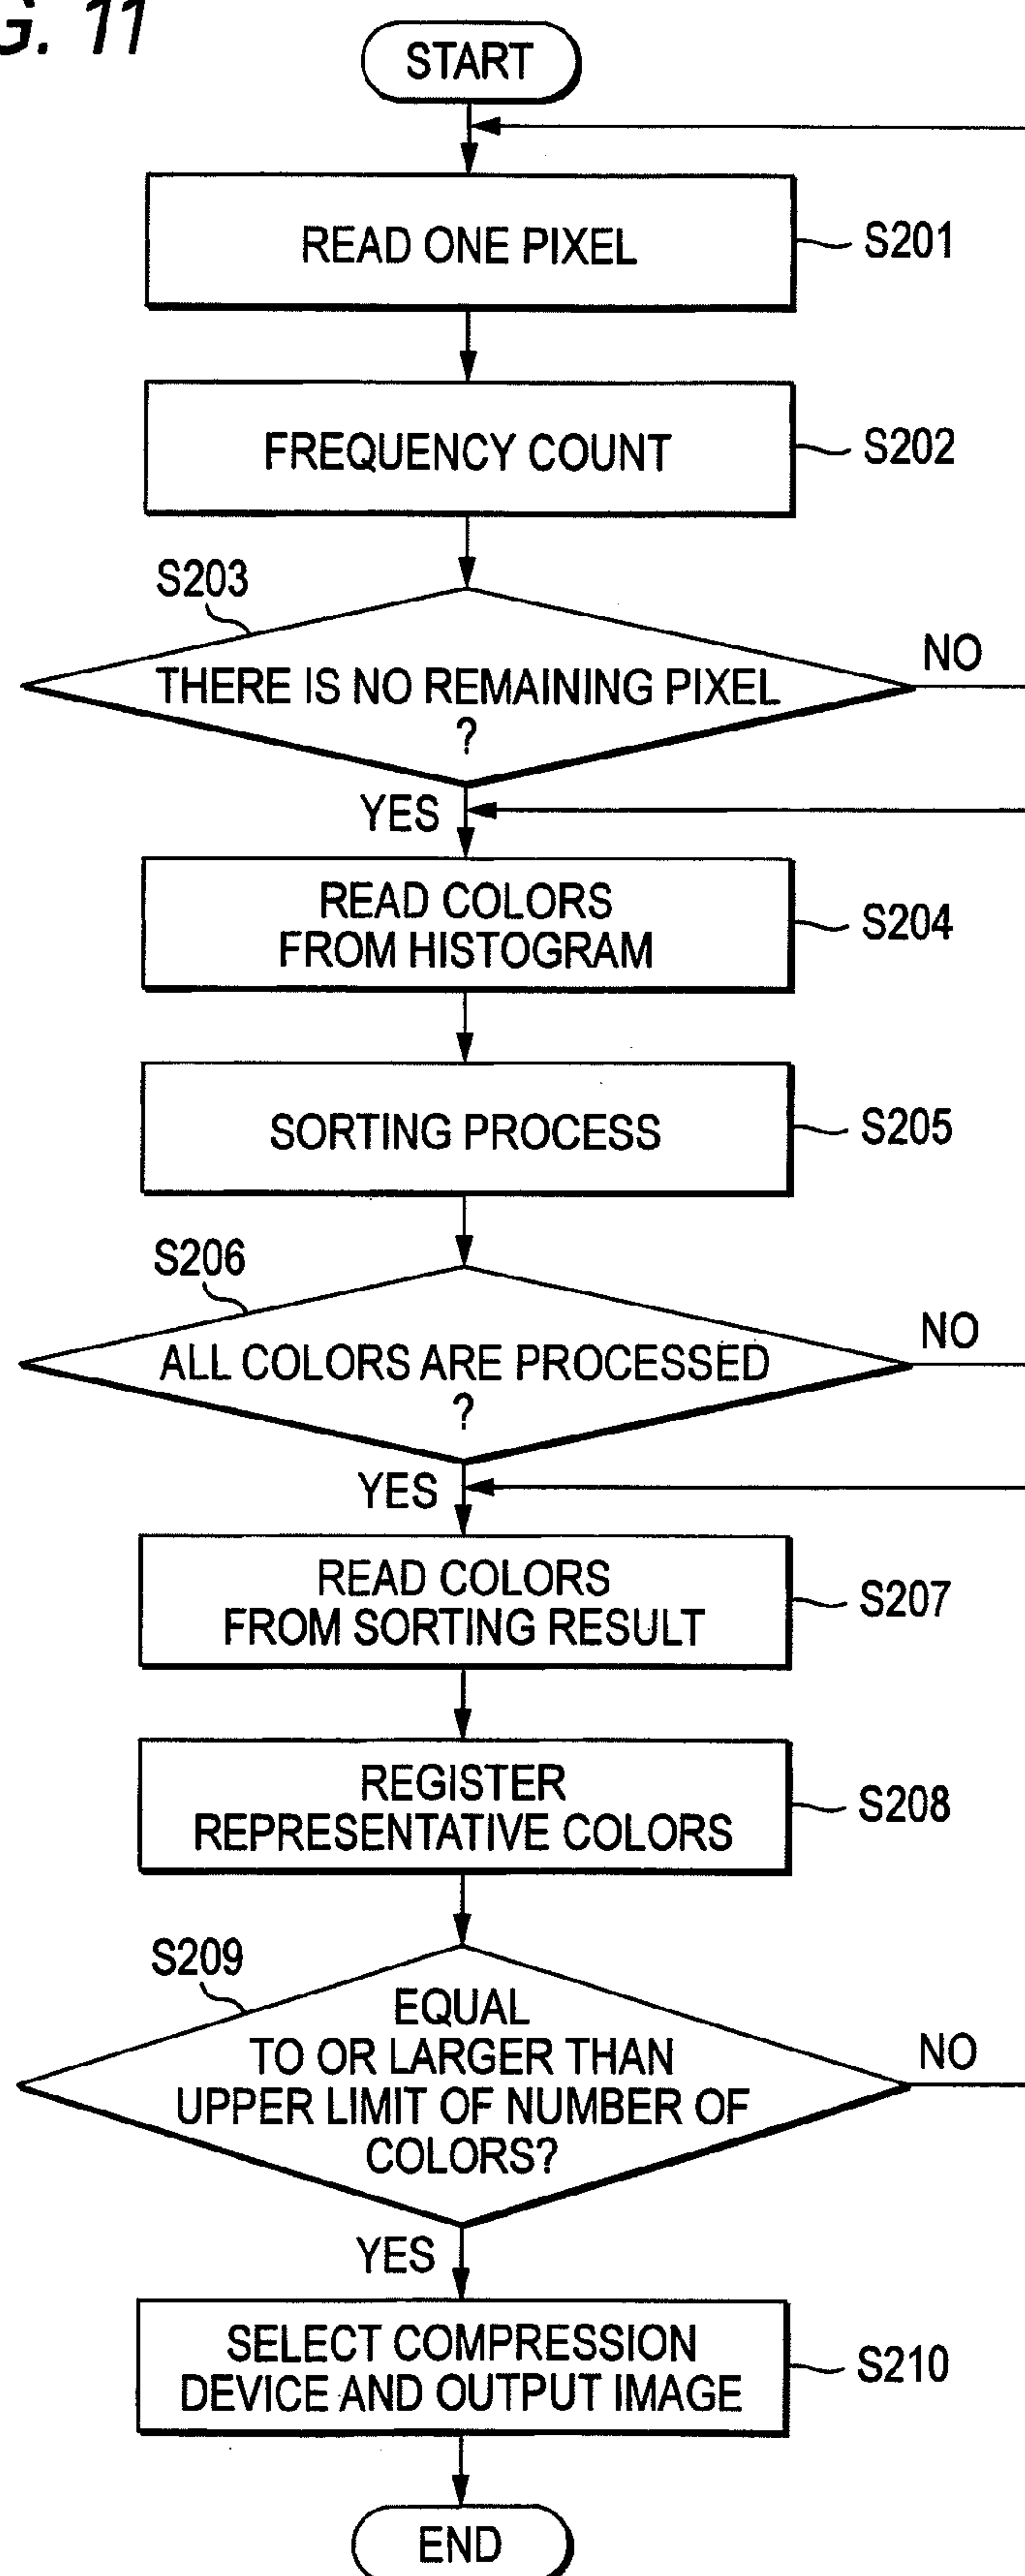 G. 11
START
READ ONE PIXEL
S201
FREQUENCY COUNT
S202
S203
THERE IS NO REMAINING PIXEL
?
NO
YES
READ COLORS
FROM HISTOGRAM
S204
SORTING PROCESS
S205
S206
ALL COLORS ARE PROCESSED
?
NO
YES
READ COLORS
FROM SORTING RESULT
S207
REGISTER
REPRESENTATIVE COLORS
S208
S209
EQUAL
TO OR LARGER THAN
UPPER LIMIT OF NUMBER OF
COLORS?
NO
YES
SELECT COMPRESSION
DEVICE AND OUTPUT IMAGE
S210
END